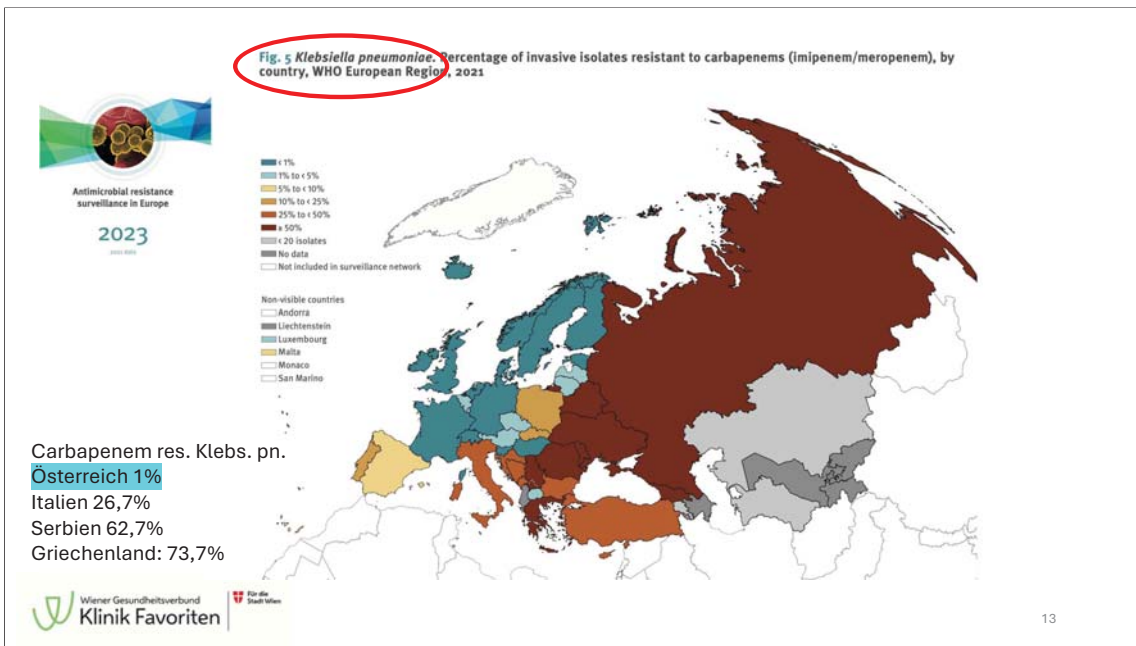 Fig. 5 Klebsiella pneumoniae. Percentage of invasive isolates resistant to carbapenems (imipenem/meropenem), by
country, WHO European Region, 2021
Antimicrobial resistance
surveillance in Europe
2023
< 1%
1% to < 5%
5% to < 10%
10% to < 25%
25% to < 50%
≥ 50%
< 20 isolates
No data
Not included in surveillance network
Non-visible countries
Andorra
Liechtenstein
Luxembourg
Malta
Monaco
San Marino
Carbapenem res. Klebs. pn.
Österreich 1%
Italien 26,7%
Serbien 62,7%
Griechenland: 73,7%
Wiener Gesundheitsverbund
Klinik Favoriten
Für die
Stadt Wien
13